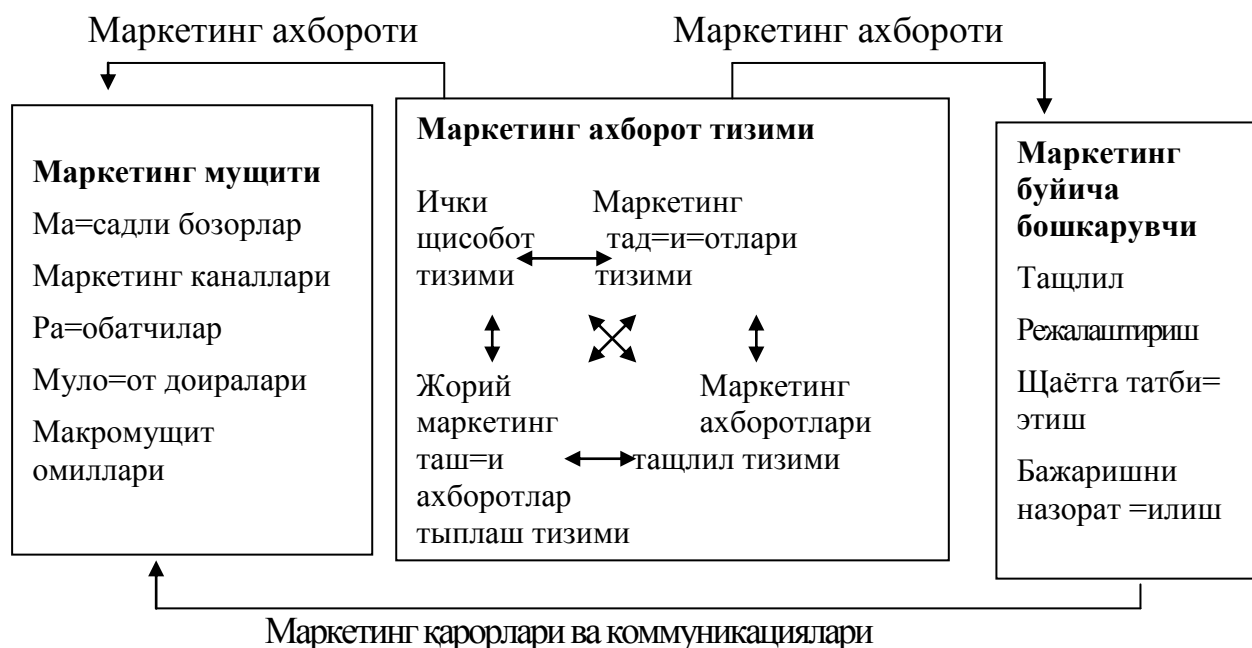 Маркетинг ахбороти
Маркетинг ахбороти
Маркетинг мущити
Ма=садли бозорлар
Маркетинг каналлари
Ра=обатчилар
Муло=от доиралари
Макромущит
омиллари
Маркетинг ахборот тизими
Ички
щисобот
тизими
Маркетинг
тад=и=отлари
тизими
Жорий
маркетинг
таш=и
ахборотлар
тыплаш тизими
Маркетинг
ахборотлари
тащлил тизими
Маркетинг
буйича
бошкарувчи
Тащлил
Режалаштириш
Щаётга татби=
этиш
Бажаришни
назорат =илиш
Маркетинг қарорлари ва коммуникациялари